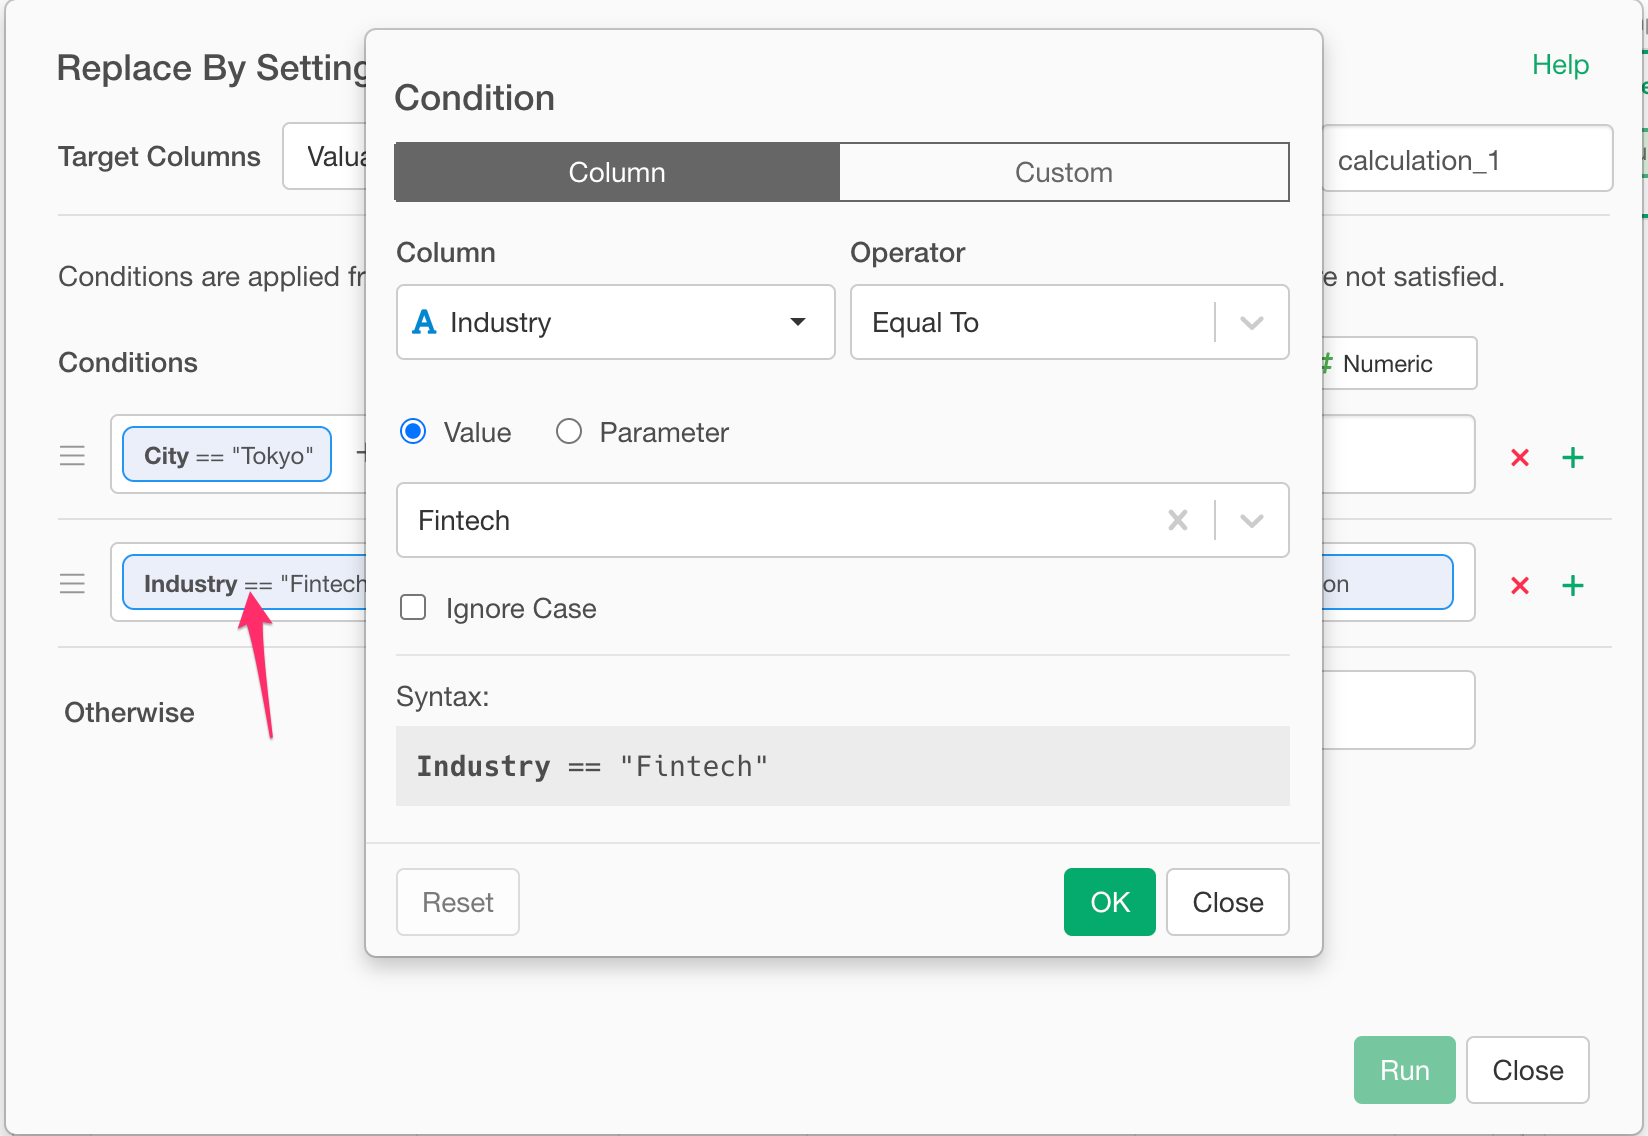 Replace By Setting
Help
Condition
Target Columns
calculation_1
Column
Custom
Column
Operator
Conditions are applied
e not satisfied.
Industry
Equal To
Conditions
Numeric
Value
Parameter
City == "Tokyo"
Fintech
Industry == "Fintech
on
Ignore Case
Syntax:
Otherwise
Industry == "Fintech"
Reset
OK
Close
Run
Close